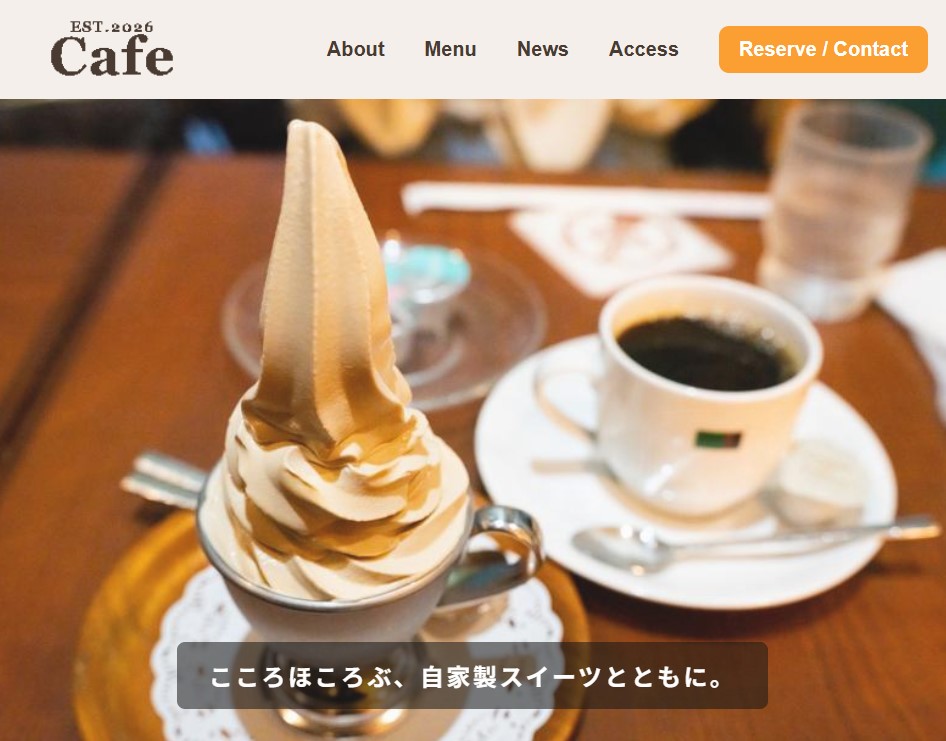 EST.2026
Cafe
About
Menu
News
Access
Reserve / Contact
こころほころぶ、自家製スイーツとともに。